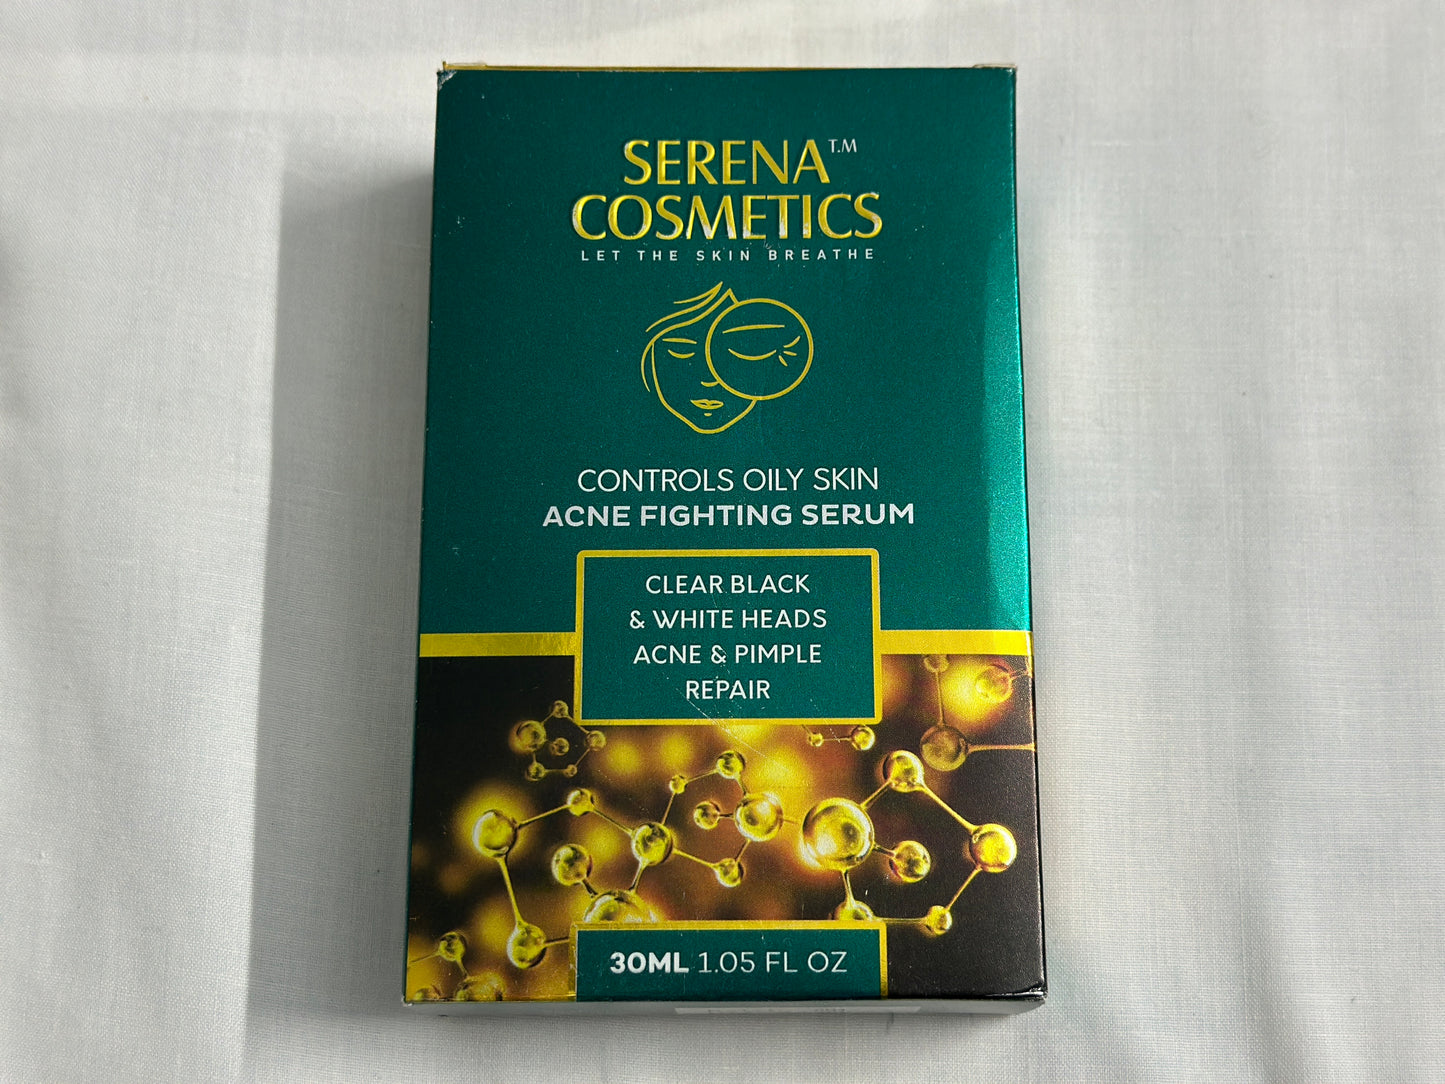 SERENA T.M
COSMETICS
LET THE SKIN BREATHE
CONTROLS OILY SKIN
ACNE FIGHTING SERUM
CLEAR BLACK
& WHITE HEADS
ACNE & PIMPLE
REPAIR
30ML 1.05 FL OZ